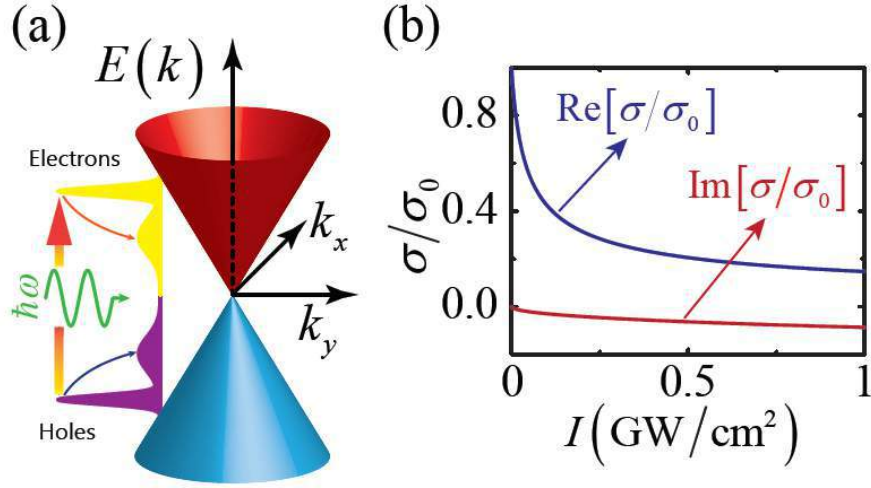 (a)
E(k)
Electrons
k_x
ħω
k_y
Holes
(b)
σ/σ₀
0.8
0.4
0.0
Re[σ/σ₀]
Im[σ/σ₀]
0
0.5
1
I(GW/cm²)